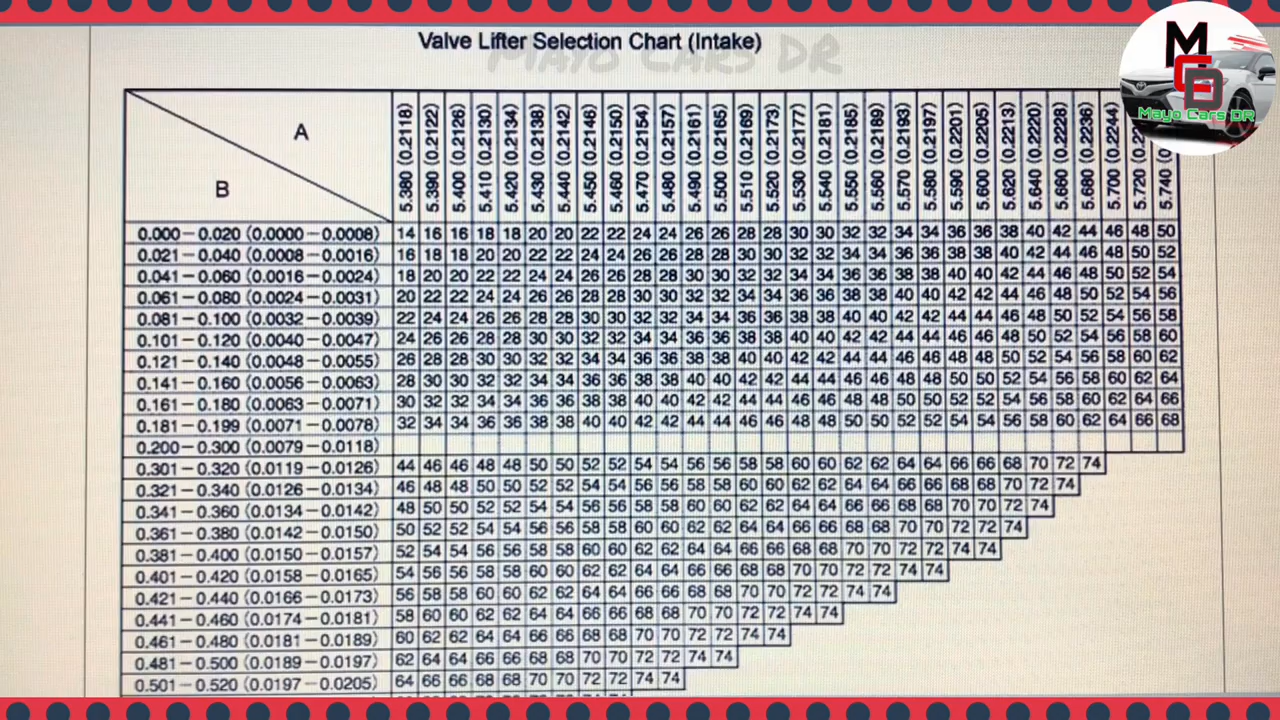 Valve Lifter Selection Chart (Intake)
MAYO CARS DR
MCD
Mayo Cars DR
A
B
5.380 (0.2118) 5.390 (0.2122) 5.400 (0.2126) 5.410 (0.2130) 5.420 (0.2134) 5.430 (0.2138) 5.440 (0.2142) 5.450 (0.2146) 5.460 (0.2150) 5.470 (0.2154) 5.480 (0.2157) 5.490 (0.2161) 5.500 (0.2165) 5.510 (0.2169) 5.520 (0.2173) 5.530 (0.2177) 5.540 (0.2181) 5.550 (0.2185) 5.560 (0.2189) 5.570 (0.2193) 5.580 (0.2197) 5.590 (0.2201) 5.600 (0.2205) 5.620 (0.2213) 5.640 (0.2220) 5.660 (0.2228) 5.680 (0.2236) 5.700 (0.2244) 5.720 5.740
0.000－0.020 (0.0000－0.0008) 14 16 16 18 18 20 20 22 22 24 24 26 26 28 28 30 30 32 32 34 34 36 36 38 40 42 44 46 48 50
0.021－0.040 (0.0008－0.0016) 16 18 18 20 20 22 22 24 24 26 26 28 28 30 30 32 32 34 34 36 36 38 38 40 42 44 46 48 50 52
0.041－0.060 (0.0016－0.0024) 18 20 20 22 22 24 24 26 26 28 28 30 30 32 32 34 34 36 36 38 38 40 40 42 44 46 48 50 52 54
0.061－0.080 (0.0024－0.0031) 20 22 22 24 24 26 26 28 28 30 30 32 32 34 34 36 36 38 38 40 40 42 42 44 46 48 50 52 54 56
0.081－0.100 (0.0032－0.0039) 22 24 24 26 26 28 28 30 30 32 32 34 34 36 36 38 38 40 40 42 42 44 44 46 48 50 52 54 56 58
0.101－0.120 (0.0040－0.0047) 24 26 26 28 28 30 30 32 32 34 34 36 36 38 38 40 40 42 42 44 44 46 46 48 50 52 54 56 58 60
0.121－0.140 (0.0048－0.0055) 26 28 28 30 30 32 32 34 34 36 36 38 38 40 40 42 42 44 44 46 46 48 48 50 52 54 56 58 60 62
0.141－0.160 (0.0056－0.0063) 28 30 30 32 32 34 34 36 36 38 38 40 40 42 42 44 44 46 46 48 48 50 50 52 54 56 58 60 62 64
0.161－0.180 (0.0063－0.0071) 30 32 32 34 34 36 36 38 38 40 40 42 42 44 44 46 46 48 48 50 50 52 52 54 56 58 60 62 64 66
0.181－0.199 (0.0071－0.0078) 32 34 34 36 36 38 38 40 40 42 42 44 44 46 46 48 48 50 50 52 52 54 54 56 58 60 62 64 66 68
0.200－0.300 (0.0079－0.0118)
0.301－0.320 (0.0119－0.0126) 44 46 46 48 48 50 50 52 52 54 54 56 56 58 58 60 60 62 62 64 64 66 66 68 70 72 74
0.321－0.340 (0.0126－0.0134) 46 48 48 50 50 52 52 54 54 56 56 58 58 60 60 62 62 64 64 66 66 68 68 70 72 74
0.341－0.360 (0.0134－0.0142) 48 50 50 52 52 54 54 56 56 58 58 60 60 62 62 64 64 66 66 68 68 70 70 72 74
0.361－0.380 (0.0142－0.0150) 50 52 52 54 54 56 56 58 58 60 60 62 62 64 64 66 66 68 68 70 70 72 72 74
0.381－0.400 (0.0150－0.0157) 52 54 54 56 56 58 58 60 60 62 62 64 64 66 66 68 68 70 70 72 72 74 74
0.401－0.420 (0.0158－0.0165) 54 56 56 58 58 60 60 62 62 64 64 66 66 68 68 70 70 72 72 74 74
0.421－0.440 (0.0166－0.0173) 56 58 58 60 60 62 62 64 64 66 66 68 68 70 70 72 72 74 74
0.441－0.460 (0.0174－0.0181) 58 60 60 62 62 64 64 66 66 68 68 70 70 72 72 74 74
0.461－0.480 (0.0181－0.0189) 60 62 62 64 64 66 66 68 68 70 70 72 72 74 74
0.481－0.500 (0.0189－0.0197) 62 64 64 66 66 68 68 70 70 72 72 74 74
0.501－0.520 (0.0197－0.0205) 64 66 66 68 68 70 70 72 72 74 74